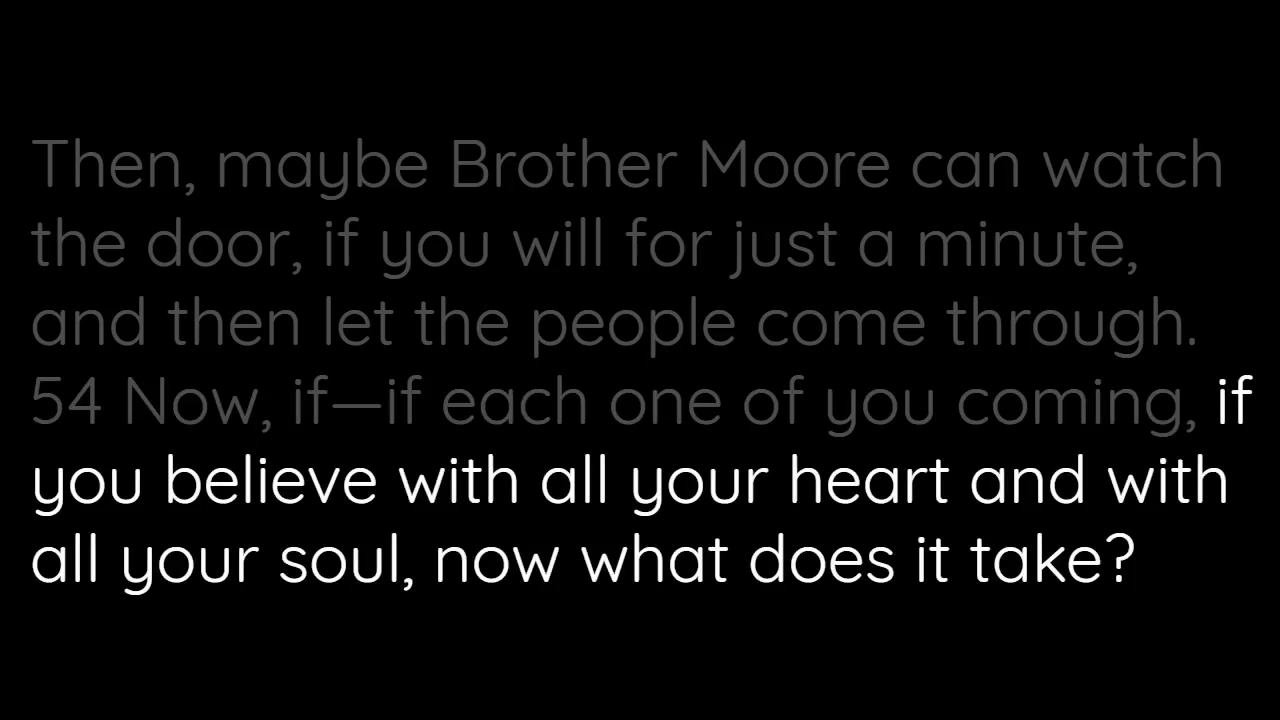 Then, maybe Brother Moore can watch
the door, if you will for just a minute,
and then let the people come through.
54 Now, if—if each one of you coming, if
you believe with all your heart and with
all your soul, now what does it take?